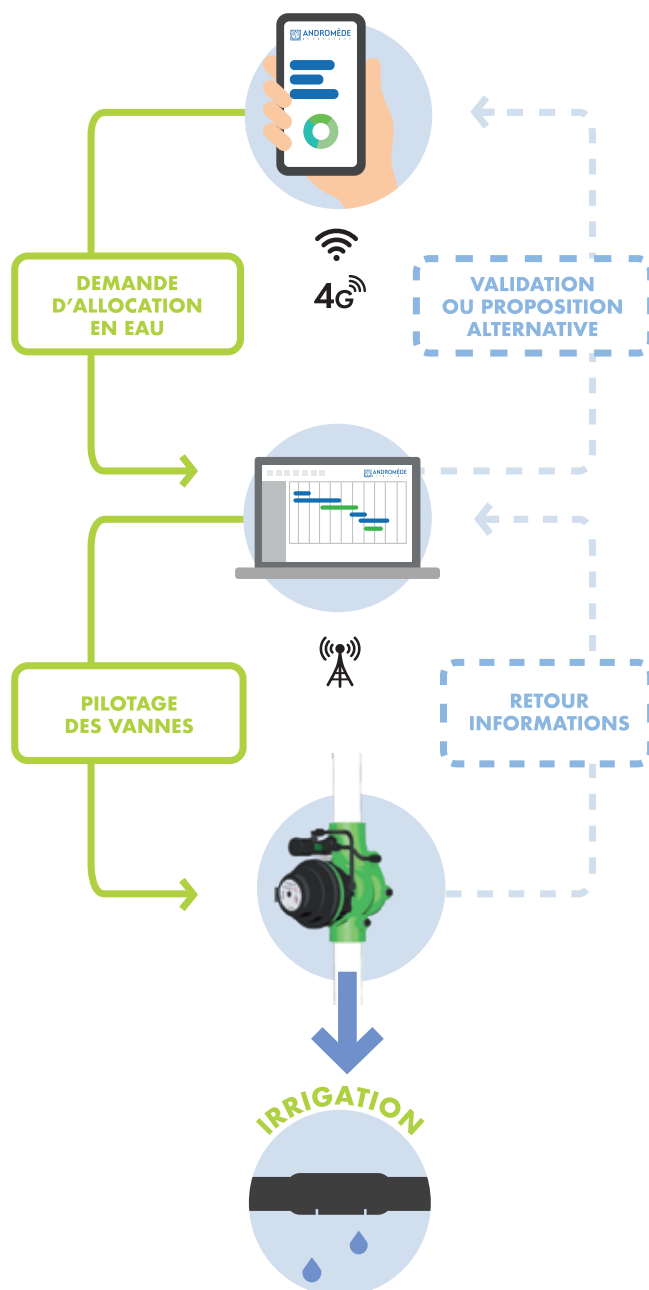 ANDROMÈDE
DEMANDE
D'ALLOCATION
EN EAU
4G
VALIDATION
OU PROPOSITION
ALTERNATIVE
ANDROMÈDE
PILOTAGE
DES VANNES
RETOUR
INFORMATIONS
IRRIGATION